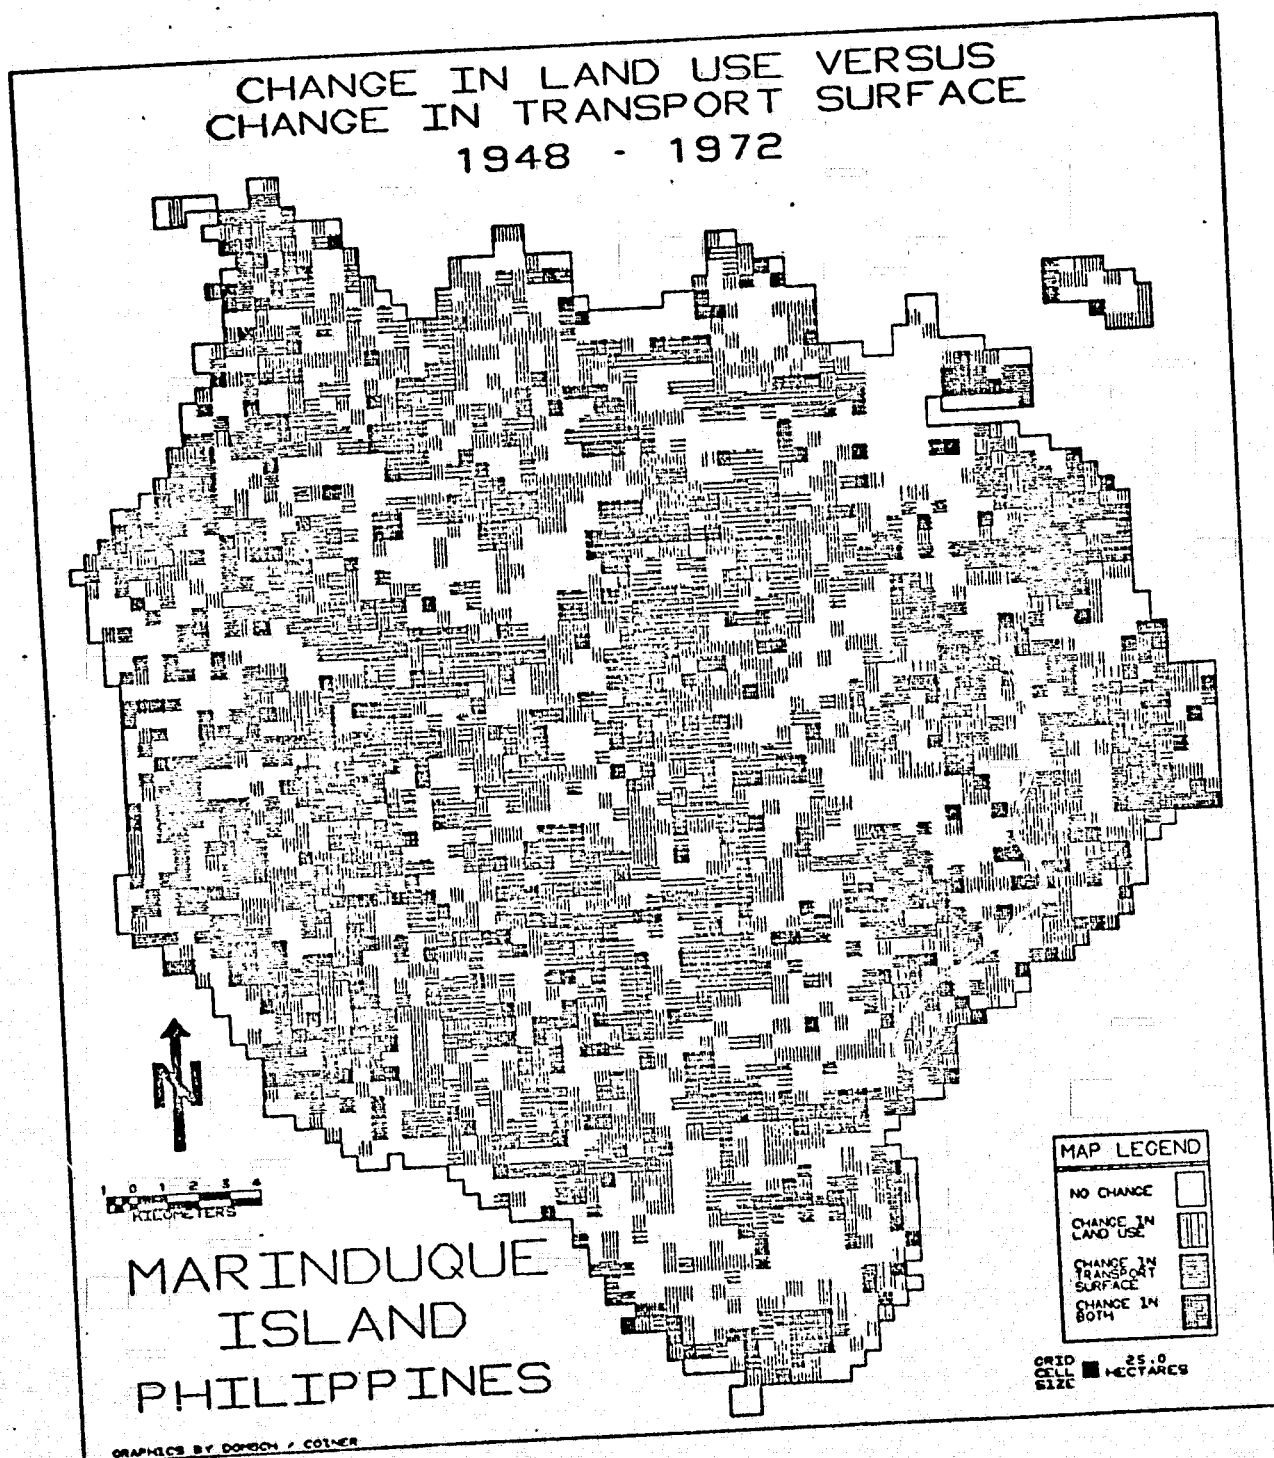 CHANGE IN LAND USE VERSUS
CHANGE IN TRANSPORT SURFACE
1948 - 1972
N
1 0 1 2 3 4
KILOMETERS
MARINDUQUE
ISLAND
PHILIPPINES
GRAPHICS BY DOMOCH / COINER
MAP LEGEND
NO CHANGE
CHANGE IN
LAND USE
CHANGE IN
TRANSPORT
SURFACE
CHANGE IN
BOTH
GRID
CELL
SIZE
25.0
HECTARES